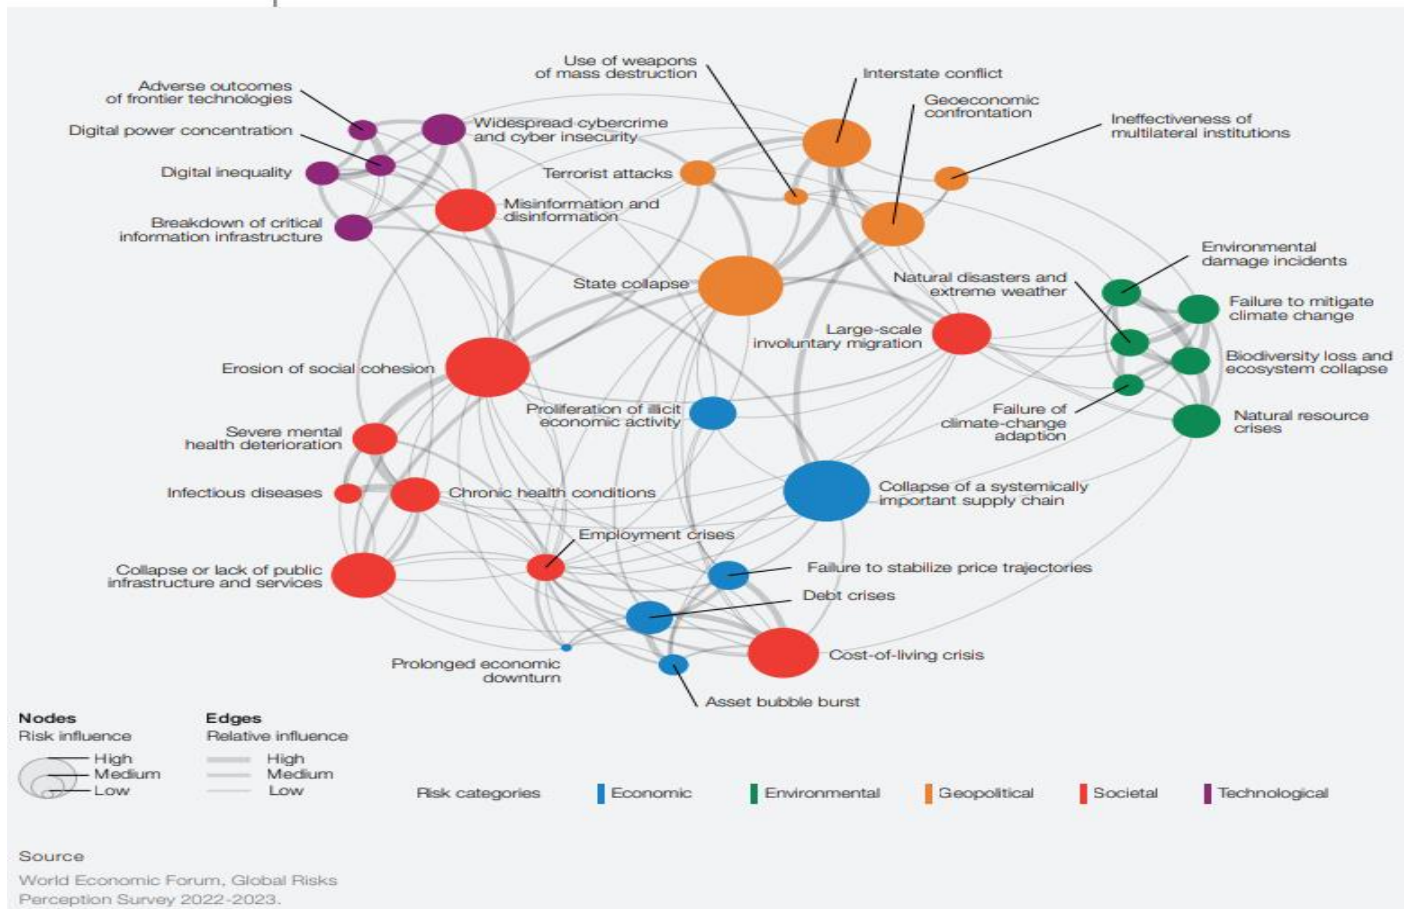 Use of weapons
of mass destruction
Interstate conflict
Adverse outcomes
of frontier technologies
Geoeconomic
confrontation
Digital power concentration
Widespread cybercrime
and cyber insecurity
Ineffectiveness of
multilateral institutions
Digital inequality
Terrorist attacks
Misinformation and
disinformation
Breakdown of critical
information infrastructure
Environmental
damage incidents
State collapse
Natural disasters and
extreme weather
Failure to mitigate
climate change
Large-scale
involuntary migration
Biodiversity loss and
ecosystem collapse
Erosion of social cohesion
Proliferation of illicit
economic activity
Failure of
climate-change
adaption
Natural resource
crises
Severe mental
health deterioration
Infectious diseases
Chronic health conditions
Collapse of a systemically
important supply chain
Employment crises
Collapse or lack of public
infrastructure and services
Failure to stabilize price trajectories
Debt crises
Prolonged economic
downturn
Cost-of-living crisis
Asset bubble burst
Nodes
Risk influence
High
Medium
Low
Edges
Relative influence
High
Medium
Low
Risk categories
Economic
Environmental
Geopolitical
Societal
Technological
Source
World Economic Forum, Global Risks
Perception Survey 2022-2023.